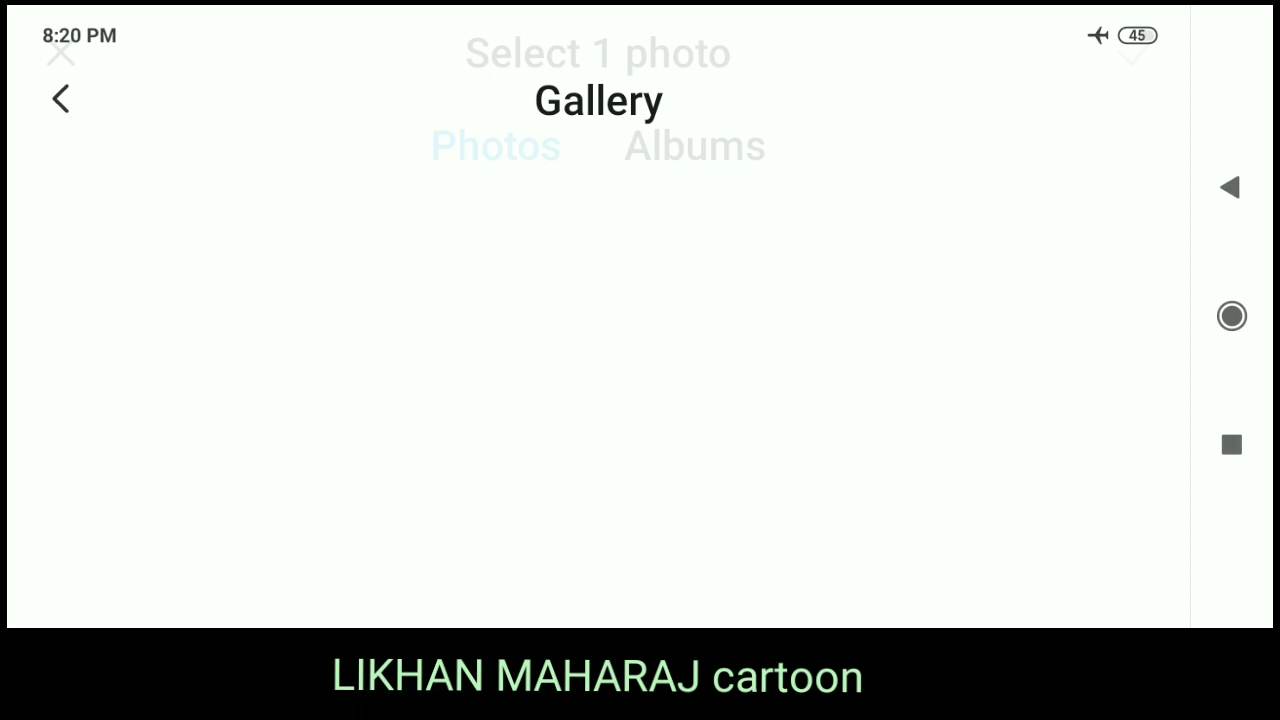 8:20 PM
45
Select 1 photo
Gallery
Photos
Albums
LIKHAN MAHARAJ cartoon